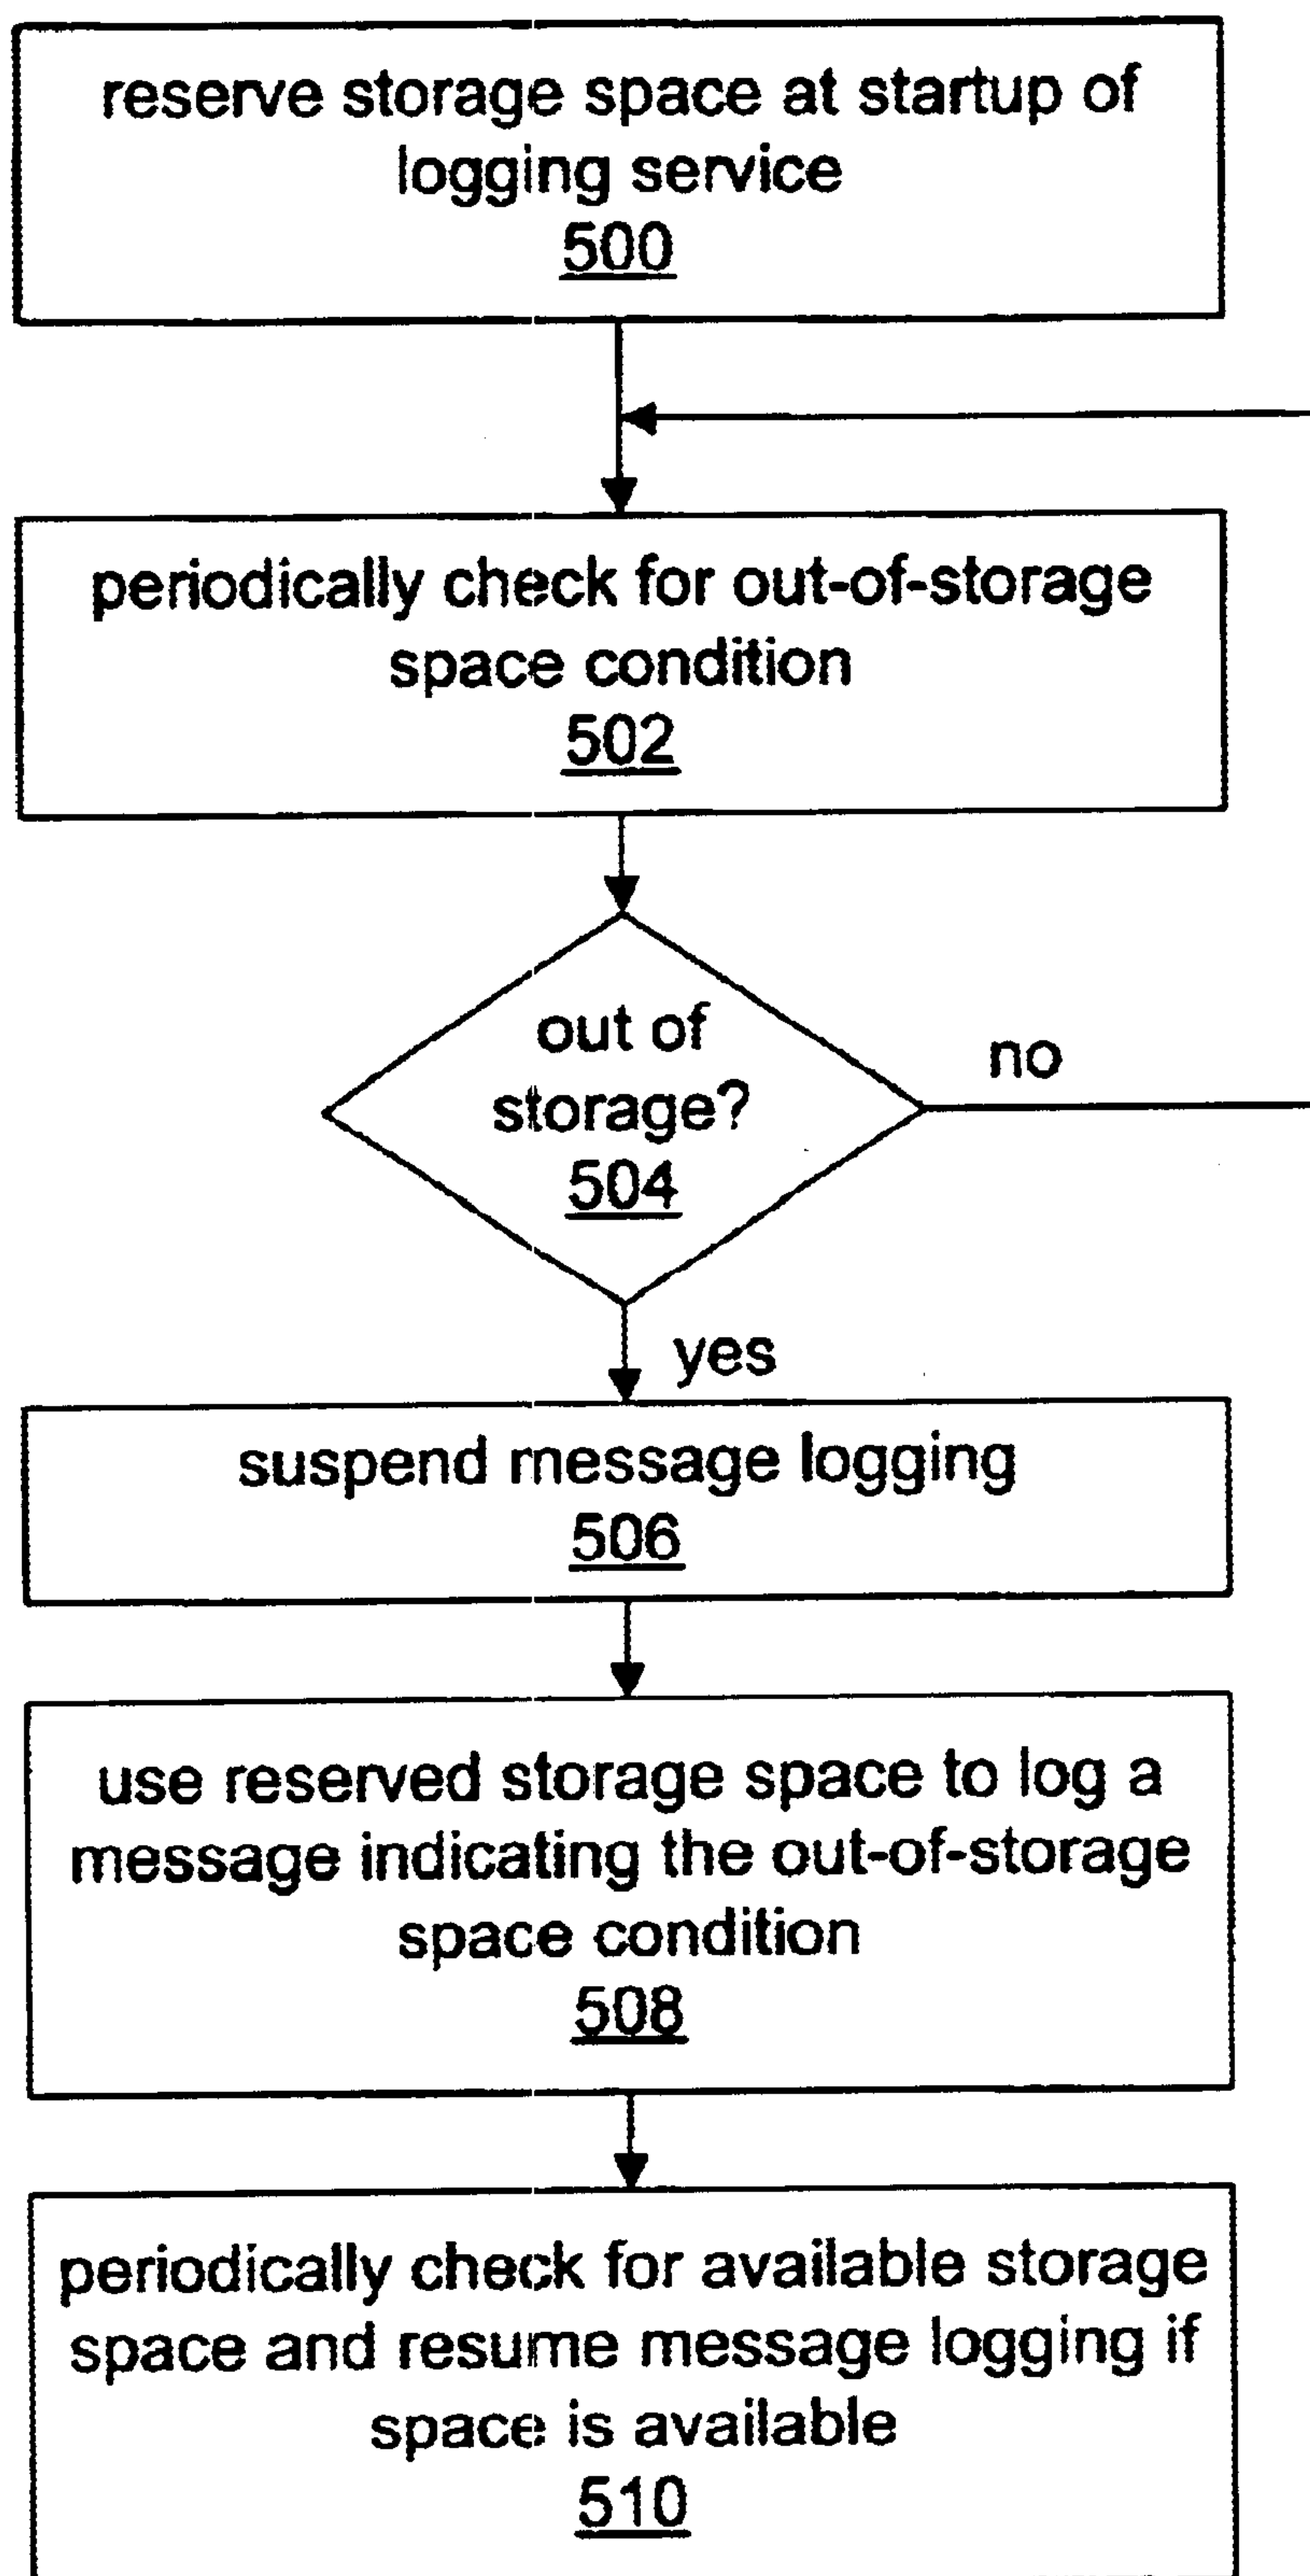 reserve storage space at startup of
logging service
500
periodically check for out-of-storage
space condition
502
out of
storage?
504
no
yes
suspend message logging
506
use reserved storage space to log a
message indicating the out-of-storage
space condition
508
periodically check for available storage
space and resume message logging if
space is available
510